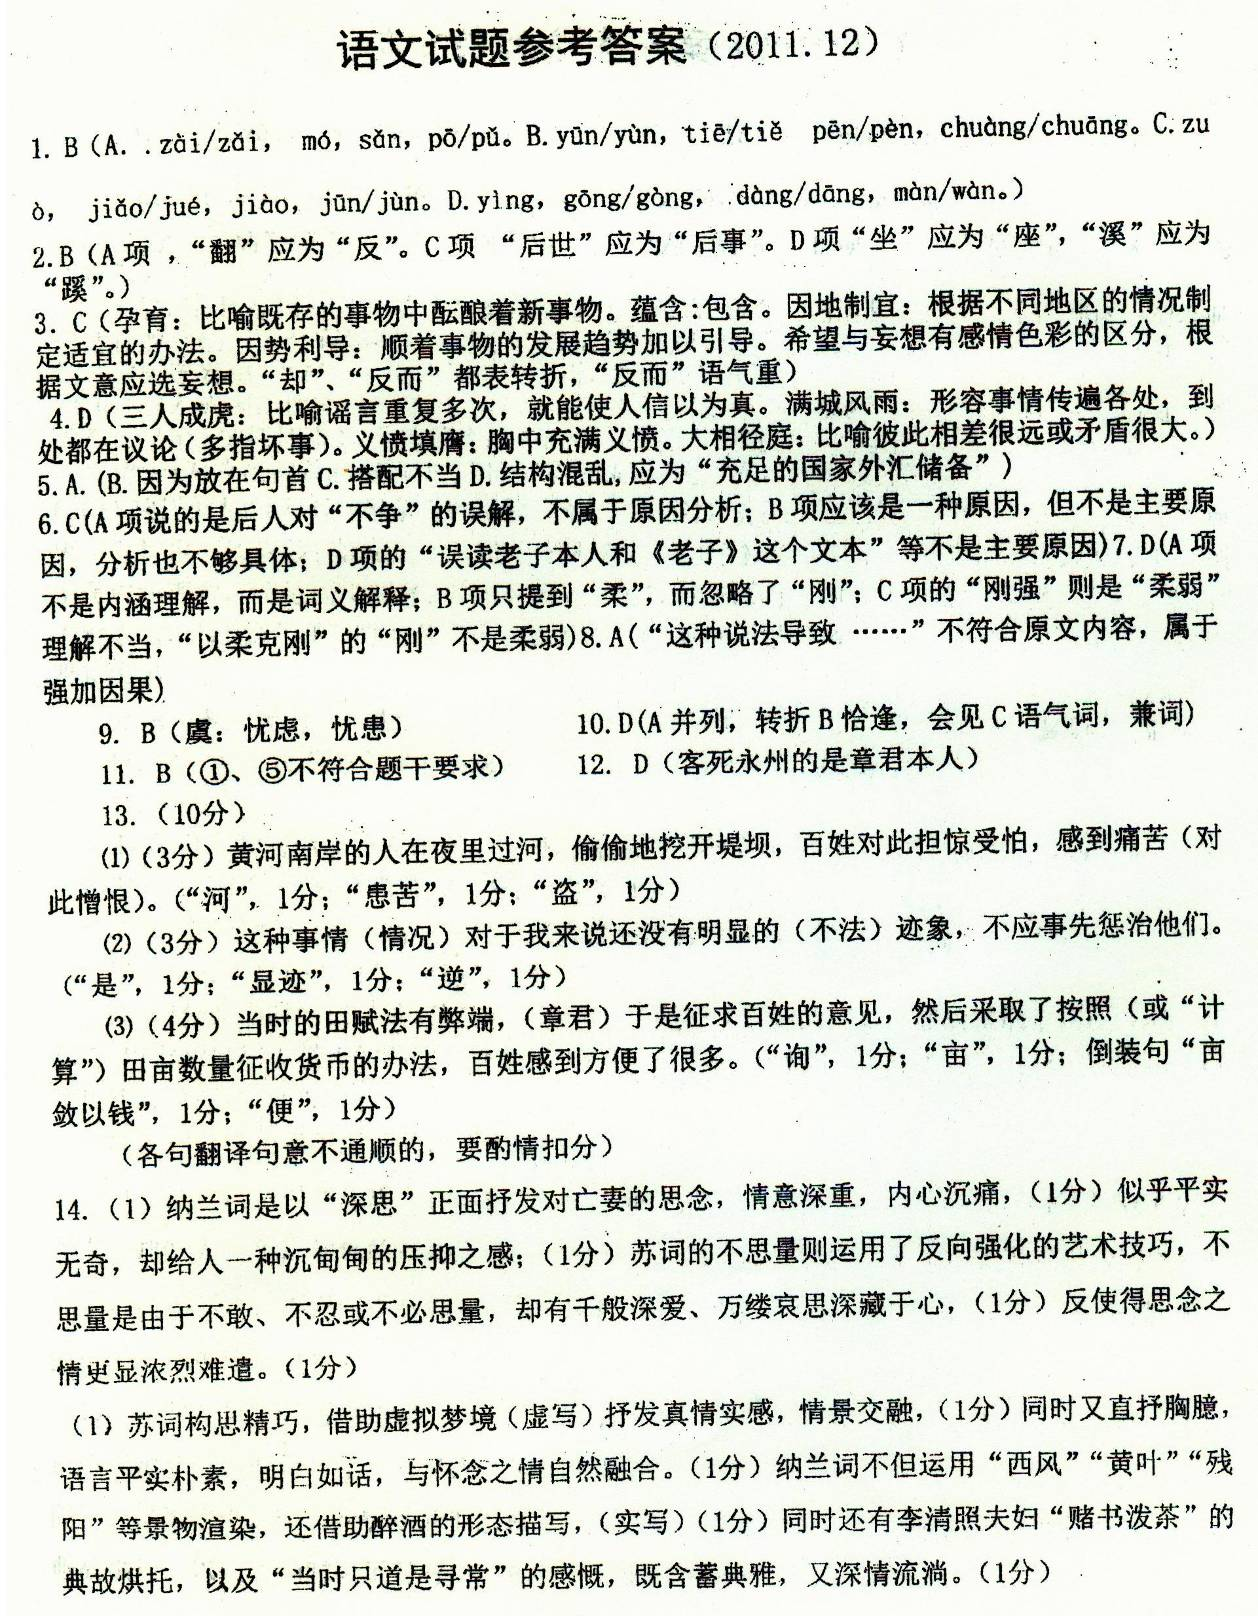 语文试题参考答案（2011.12）
1. B（A. .zài/zǎi， mó，sǎn，pō/pǔ。B.yūn/yùn，tiē/tiě pēn/pèn，chuàng/chuāng。C.zu
ò， jiǎo/jué，jiào，jūn/jùn。D.yìng，gōng/gòng，dàng/dāng，màn/wàn。）
2.B（A项 ，“翻”应为“反”。C项 “后世”应为“后事”。D项“坐”应为“座”，“溪”应为
“蹊”。）
3. C（孕育：比喻既存的事物中酝酿着新事物。蕴含:包含。因地制宜：根据不同地区的情况制
定适宜的办法。因势利导：顺着事物的发展趋势加以引导。希望与妄想有感情色彩的区分，根
据文意应选妄想。“却”、“反而”都表转折，“反而”语气重）
4.D（三人成虎：比喻谣言重复多次，就能使人信以为真。满城风雨：形容事情传遍各处，到
处都在议论（多指坏事）。义愤填膺：胸中充满义愤。大相径庭：比喻彼此相差很远或矛盾很大。）
5.A.(B.因为放在句首 C.搭配不当 D.结构混乱,应为“充足的国家外汇储备”)
6.C(A项说的是后人对“不争”的误解，不属于原因分析；B项应该是一种原因，但不是主要原
因，分析也不够具体；D项的“误读老子本人和《老子》这个文本”等不是主要原因)7.D(A项
不是内涵理解，而是词义解释；B项只提到“柔”，而忽略了“刚”；C项的“刚强”则是“柔弱”
理解不当，“以柔克刚”的“刚”不是柔弱)8.A(“这种说法导致 ……”不符合原文内容，属于
强加因果)
9. B（虞：忧虑，忧患） 10.D(A并列，转折B恰逢，会见C语气词，兼词)
11. B（①、⑤不符合题干要求） 12. D（客死永州的是章君本人）
13.（10分）
⑴（3分）黄河南岸的人在夜里过河，偷偷地挖开堤坝，百姓对此担惊受怕，感到痛苦（对
此憎恨）。（“河”，1分；“患苦”，1分；“盗”，1分）
⑵（3分）这种事情（情况）对于我来说还没有明显的（不法）迹象，不应事先惩治他们。
（“是”，1分；“显迹”，1分；“逆”，1分）
⑶（4分）当时的田赋法有弊端，（章君）于是征求百姓的意见，然后采取了按照（或“计
算”）田亩数量征收货币的办法，百姓感到方便了很多。（“询”，1分；“亩”，1分；倒装句“亩
敛以钱”，1分；“便”，1分）
（各句翻译句意不通顺的，要酌情扣分）
14.（1）纳兰词是以“深思”正面抒发对亡妻的思念，情意深重，内心沉痛，（1分）似乎平实
无奇，却给人一种沉甸甸的压抑之感；（1分）苏词的不思量则运用了反向强化的艺术技巧，不
思量是由于不敢、不忍或不必思量，却有千般深爱、万缕哀思深藏于心，（1分）反使得思念之
情更显浓烈难遣。（1分）
（1）苏词构思精巧，借助虚拟梦境（虚写）抒发真情实感，情景交融，（1分）同时又直抒胸臆，
语言平实朴素，明白如话，与怀念之情自然融合。（1分）纳兰词不但运用“西风”“黄叶”“残
阳”等景物渲染，还借助醉酒的形态描写，（实写）（1分）同时还有李清照夫妇“赌书泼茶”的
典故烘托，以及“当时只道是寻常”的感慨，既含蓄典雅，又深情流淌。（1分）